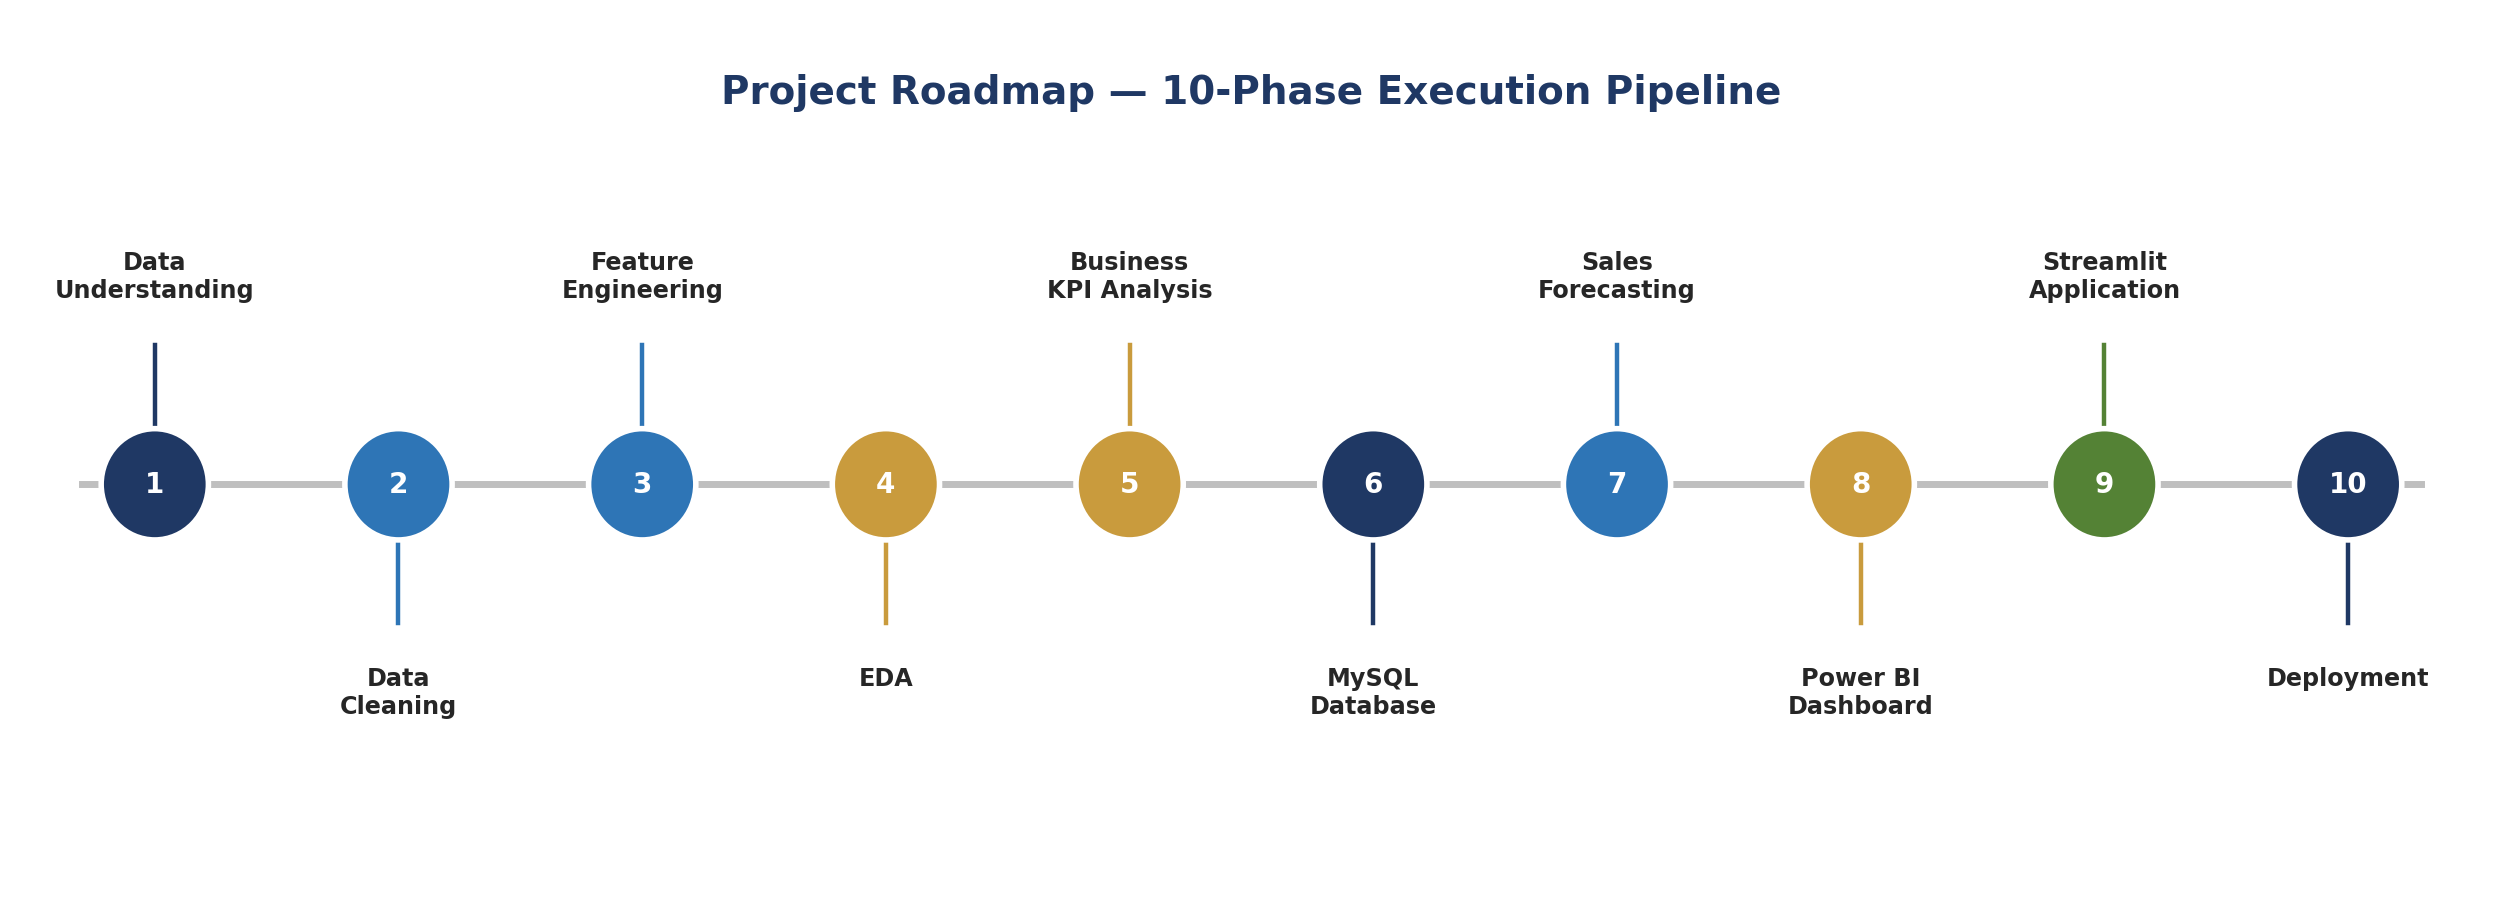 Project Roadmap — 10-Phase Execution Pipeline
Data
Understanding
Feature
Engineering
Business
KPI Analysis
Sales
Forecasting
Streamlit
Application
1
2
3
4
5
6
7
8
9
10
Data
Cleaning
EDA
MySQL
Database
Power BI
Dashboard
Deployment